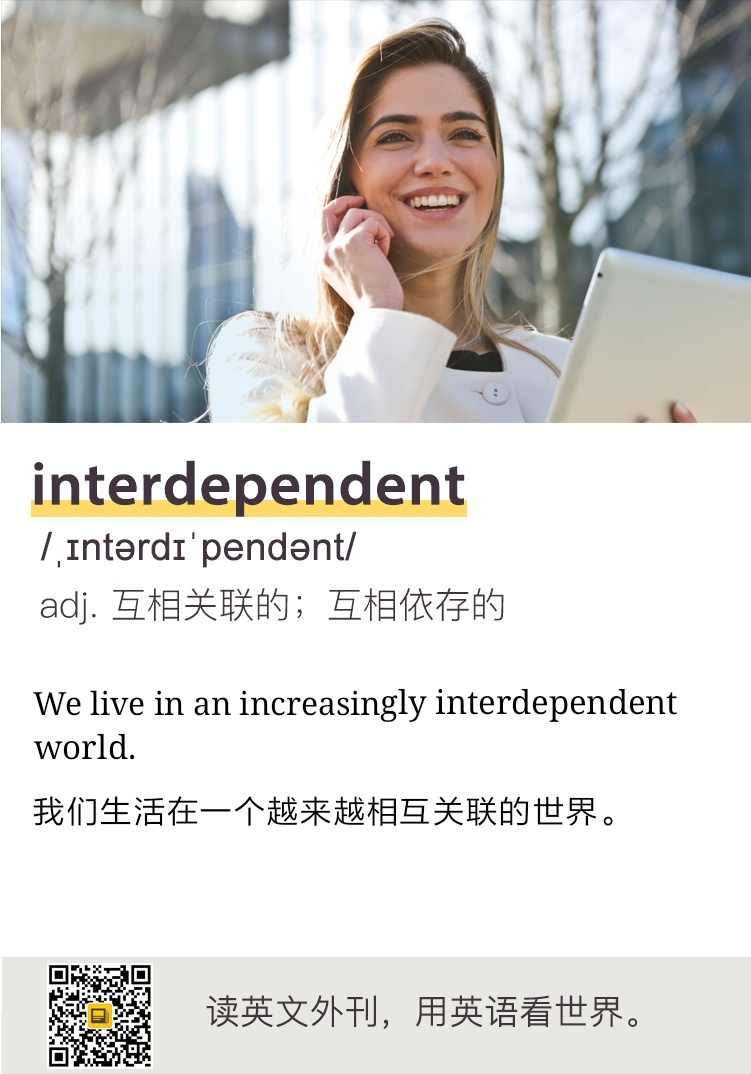 interdependent
/ˌɪntərdɪˈpendənt/
adj. 互相关联的；互相依存的
We live in an increasingly interdependent
world.
我们生活在一个越来越相互关联的世界。
读英文外刊，用英语看世界。